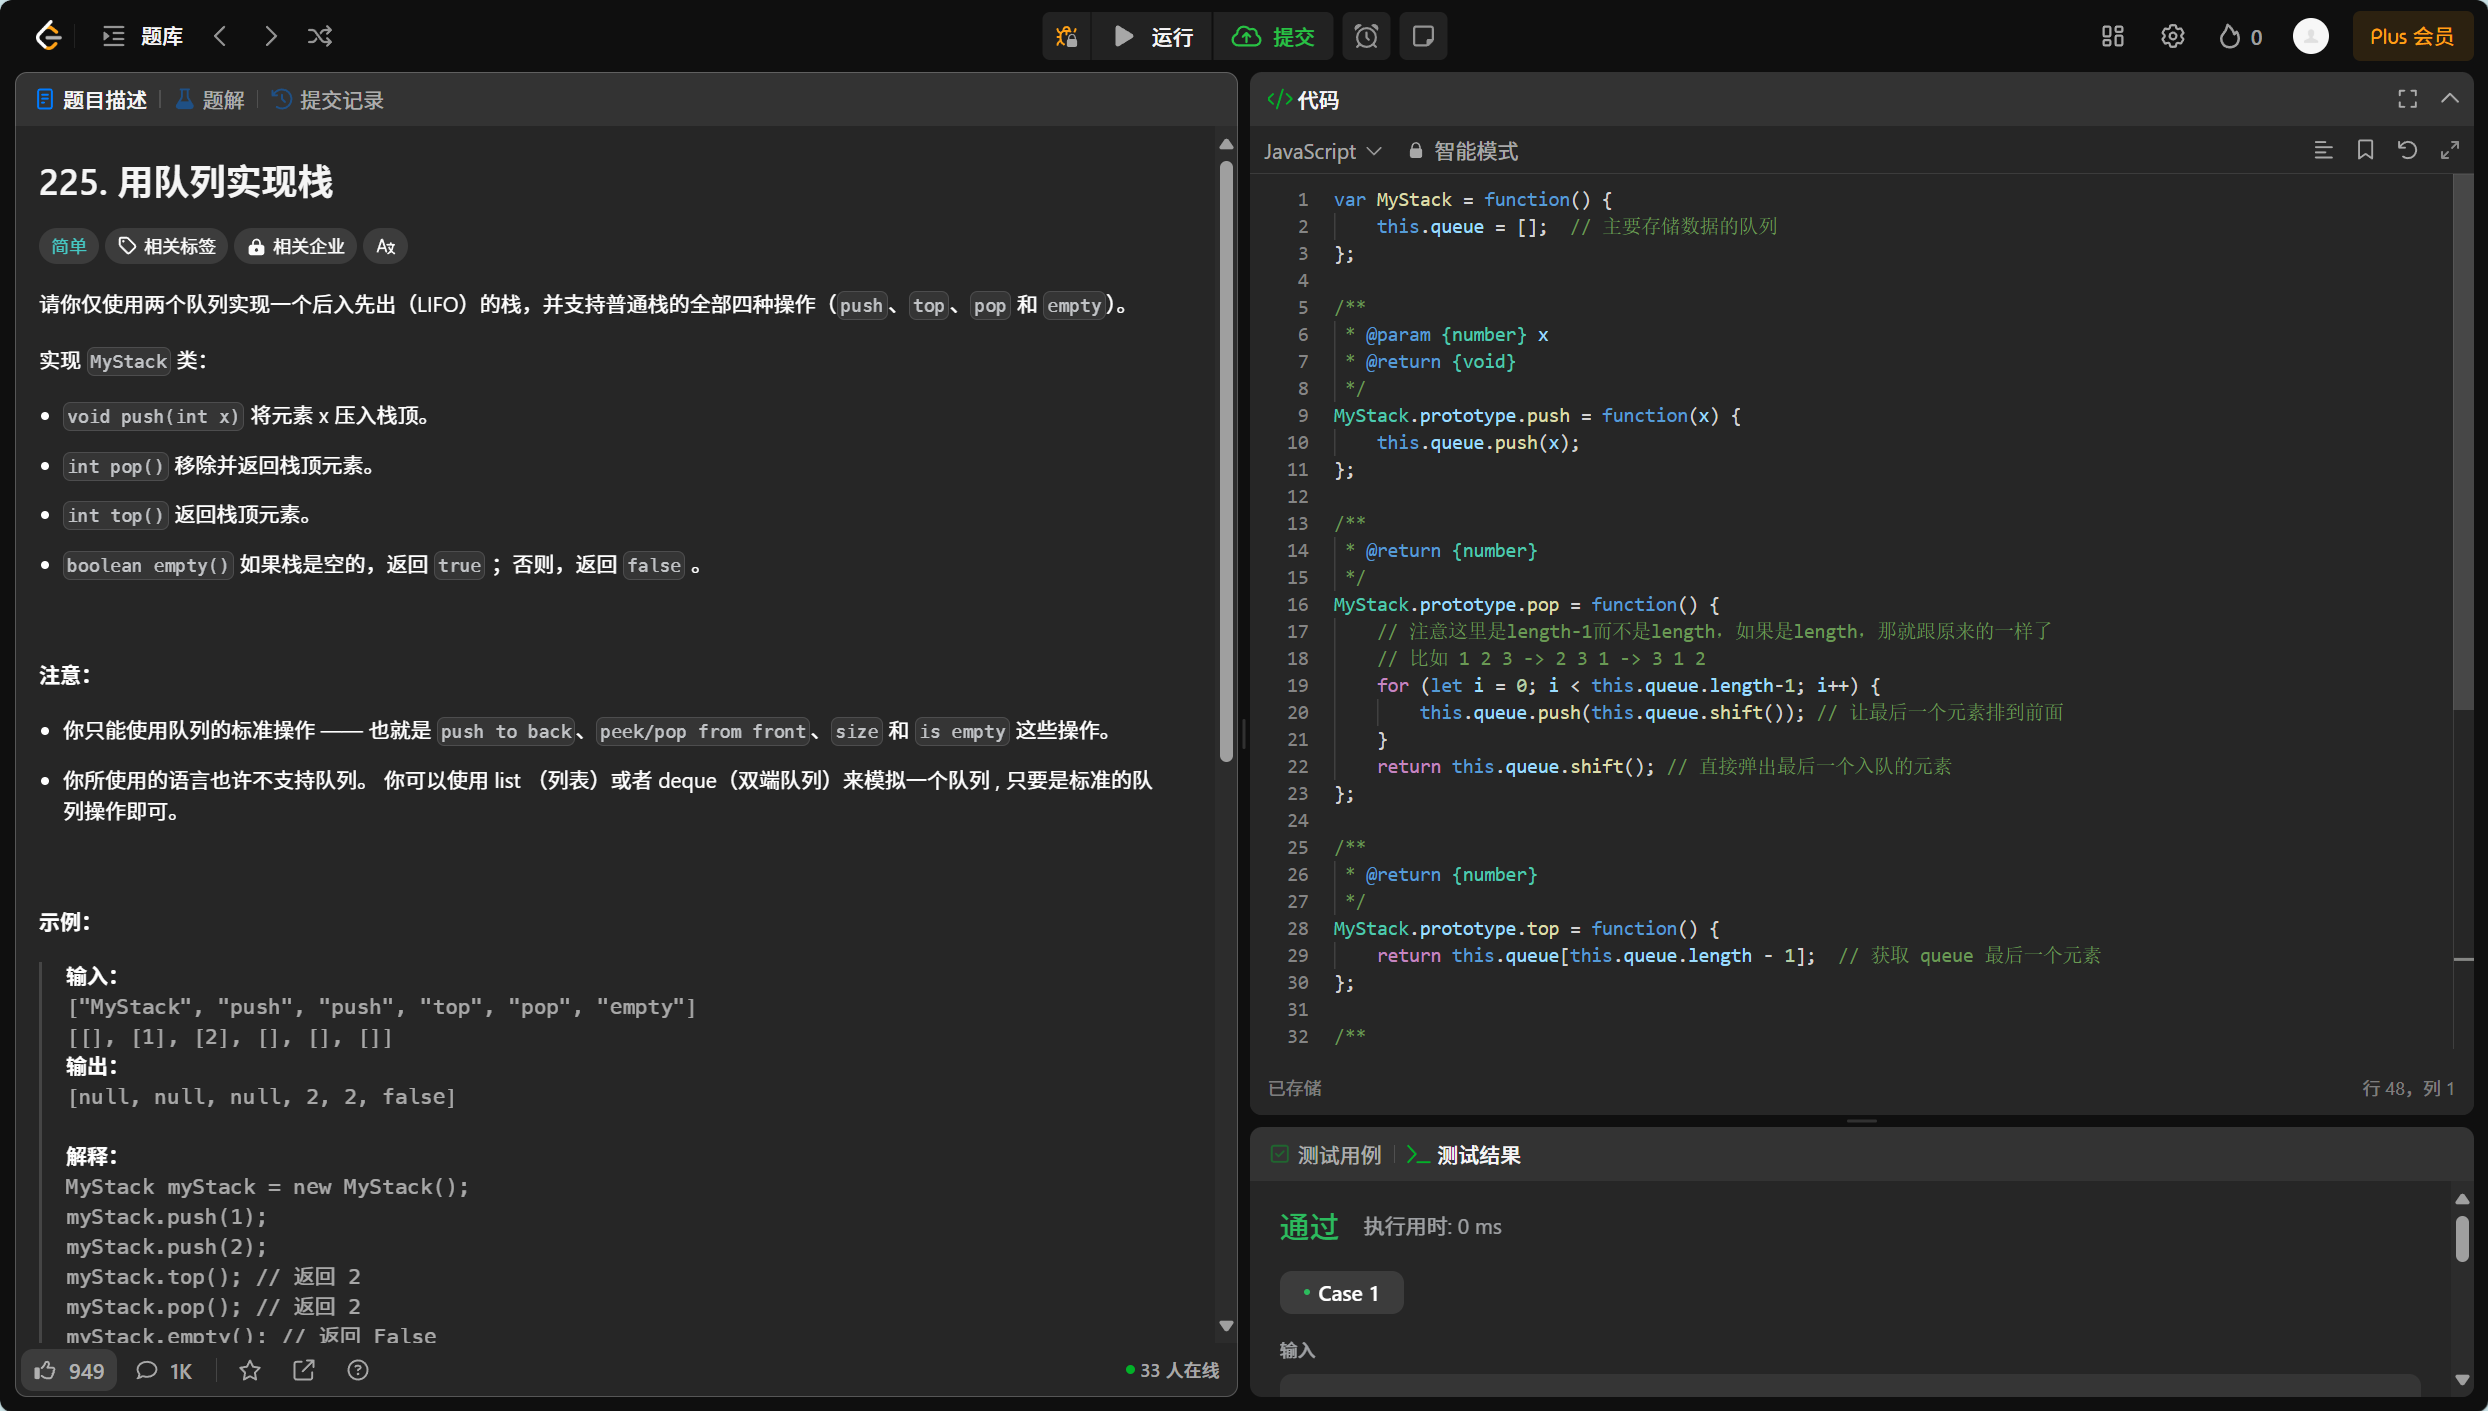 题库
运行
提交
0
Plus 会员
题目描述
题解
提交记录
225. 用队列实现栈
简单
相关标签
相关企业
请你仅使用两个队列实现一个后入先出（LIFO）的栈，并支持普通栈的全部四种操作（push、top、pop 和 empty）。
实现 MyStack 类：
void push(int x) 将元素 x 压入栈顶。
int pop() 移除并返回栈顶元素。
int top() 返回栈顶元素。
boolean empty() 如果栈是空的，返回 true ；否则，返回 false 。
注意：
你只能使用队列的标准操作 —— 也就是 push to back、peek/pop from front、size 和 is empty 这些操作。
你所使用的语言也许不支持队列。 你可以使用 list （列表）或者 deque（双端队列）来模拟一个队列 , 只要是标准的队
列操作即可。
示例：
输入：
["MyStack", "push", "push", "top", "pop", "empty"]
[[], [1], [2], [], [], []]
输出：
[null, null, null, 2, 2, false]
解释：
MyStack myStack = new MyStack();
myStack.push(1);
myStack.push(2);
myStack.top(); // 返回 2
myStack.pop(); // 返回 2
myStack.empty(); // 返回 False
949
1K
33 人在线
</> 代码
JavaScript
智能模式
1 var MyStack = function() {
2 this.queue = [];  // 主要存储数据的队列
3 };
4
5 /**
6 * @param {number} x
7 * @return {void}
8 */
9 MyStack.prototype.push = function(x) {
10 this.queue.push(x);
11 };
12
13 /**
14 * @return {number}
15 */
16 MyStack.prototype.pop = function() {
17 // 注意这里是length-1而不是length，如果是length，那就跟原来的一样了
18 // 比如 1 2 3 -> 2 3 1 -> 3 1 2
19 for (let i = 0; i < this.queue.length-1; i++) {
20 this.queue.push(this.queue.shift()); // 让最后一个元素排到前面
21 }
22 return this.queue.shift(); // 直接弹出最后一个入队的元素
23 };
24
25 /**
26 * @return {number}
27 */
28 MyStack.prototype.top = function() {
29 return this.queue[this.queue.length - 1];  // 获取 queue 最后一个元素
30 };
31
32 /**
已存储
行 48，列 1
测试用例
测试结果
通过
执行用时: 0 ms
Case 1
输入